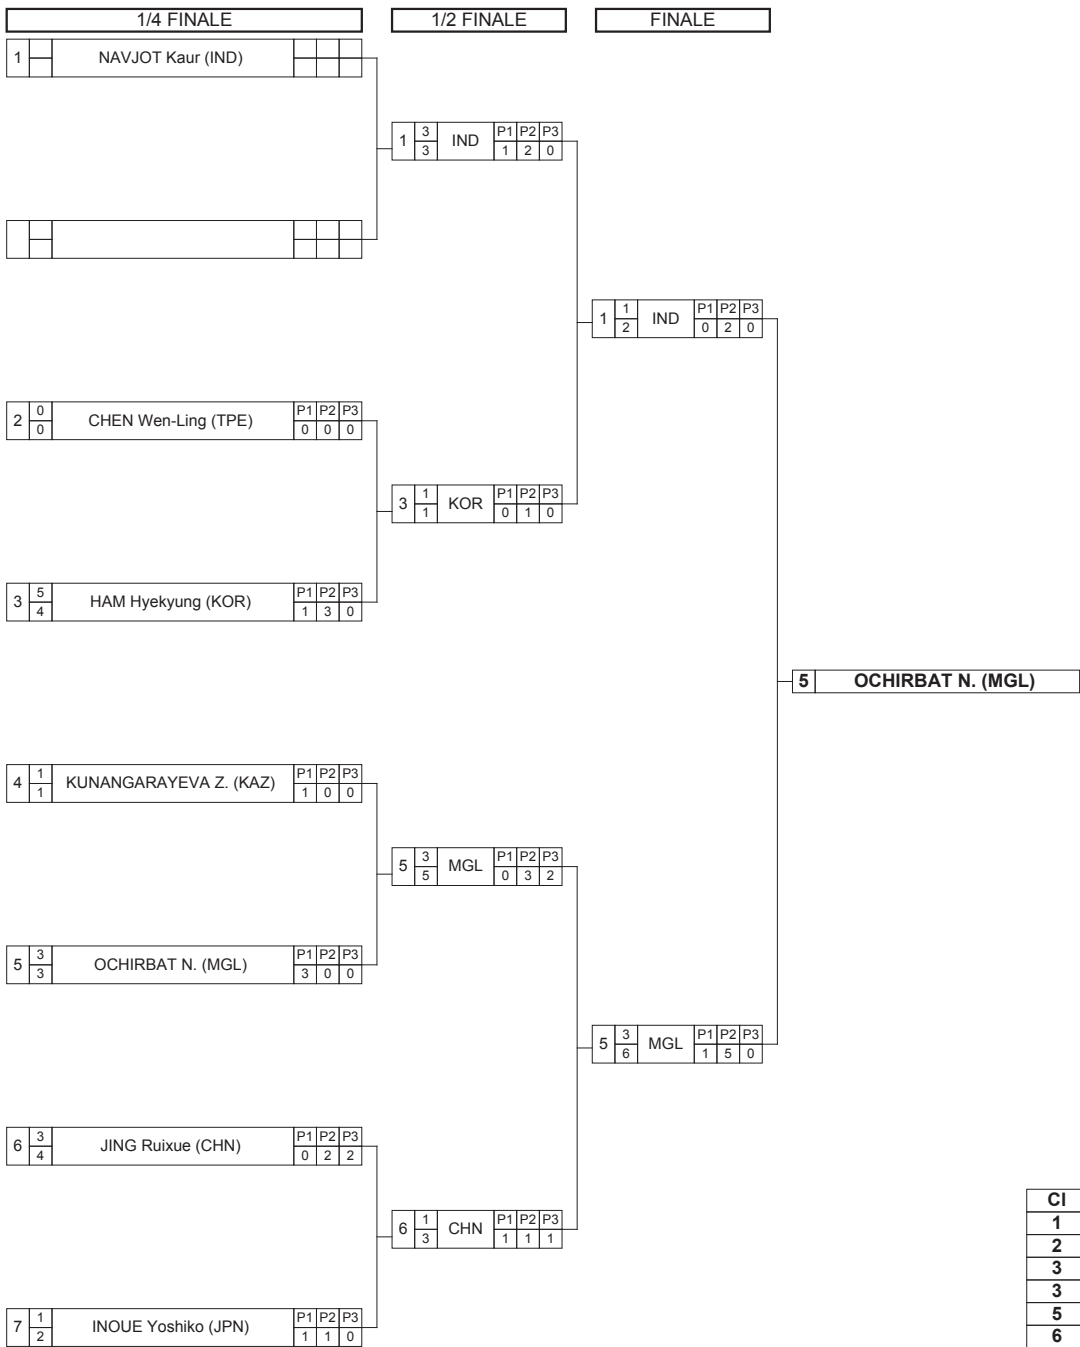 1/4 FINALE 1/2 FINALE FINALE
1 NAVJOT Kaur (IND)
3 P1 P2 P3
1 IND
3 1 2 0
1 P1 P2 P3
1 IND
2 0 2 0
0 P1 P2 P3
2 CHEN Wen-Ling (TPE)
0 0 0 0
1 P1 P2 P3
3 KOR
1 0 1 0
5 P1 P2 P3
3 HAM Hyekyung (KOR)
4 1 3 0
5 OCHIRBAT N. (MGL)
1 P1 P2 P3
4 KUNANGARAYEVA Z. (KAZ)
1 1 0 0
3 P1 P2 P3
5 MGL
5 0 3 2
3 P1 P2 P3
5 OCHIRBAT N. (MGL)
3 3 0 0
3 P1 P2 P3
5 MGL
6 1 5 0
3 P1 P2 P3
6 JING Ruixue (CHN)
4 0 2 2
1 P1 P2 P3
6 CHN
3 1 1 1
1 P1 P2 P3
7 INOUE Yoshiko (JPN)
2 1 1 0
Cl
1
2
3
3
5
6